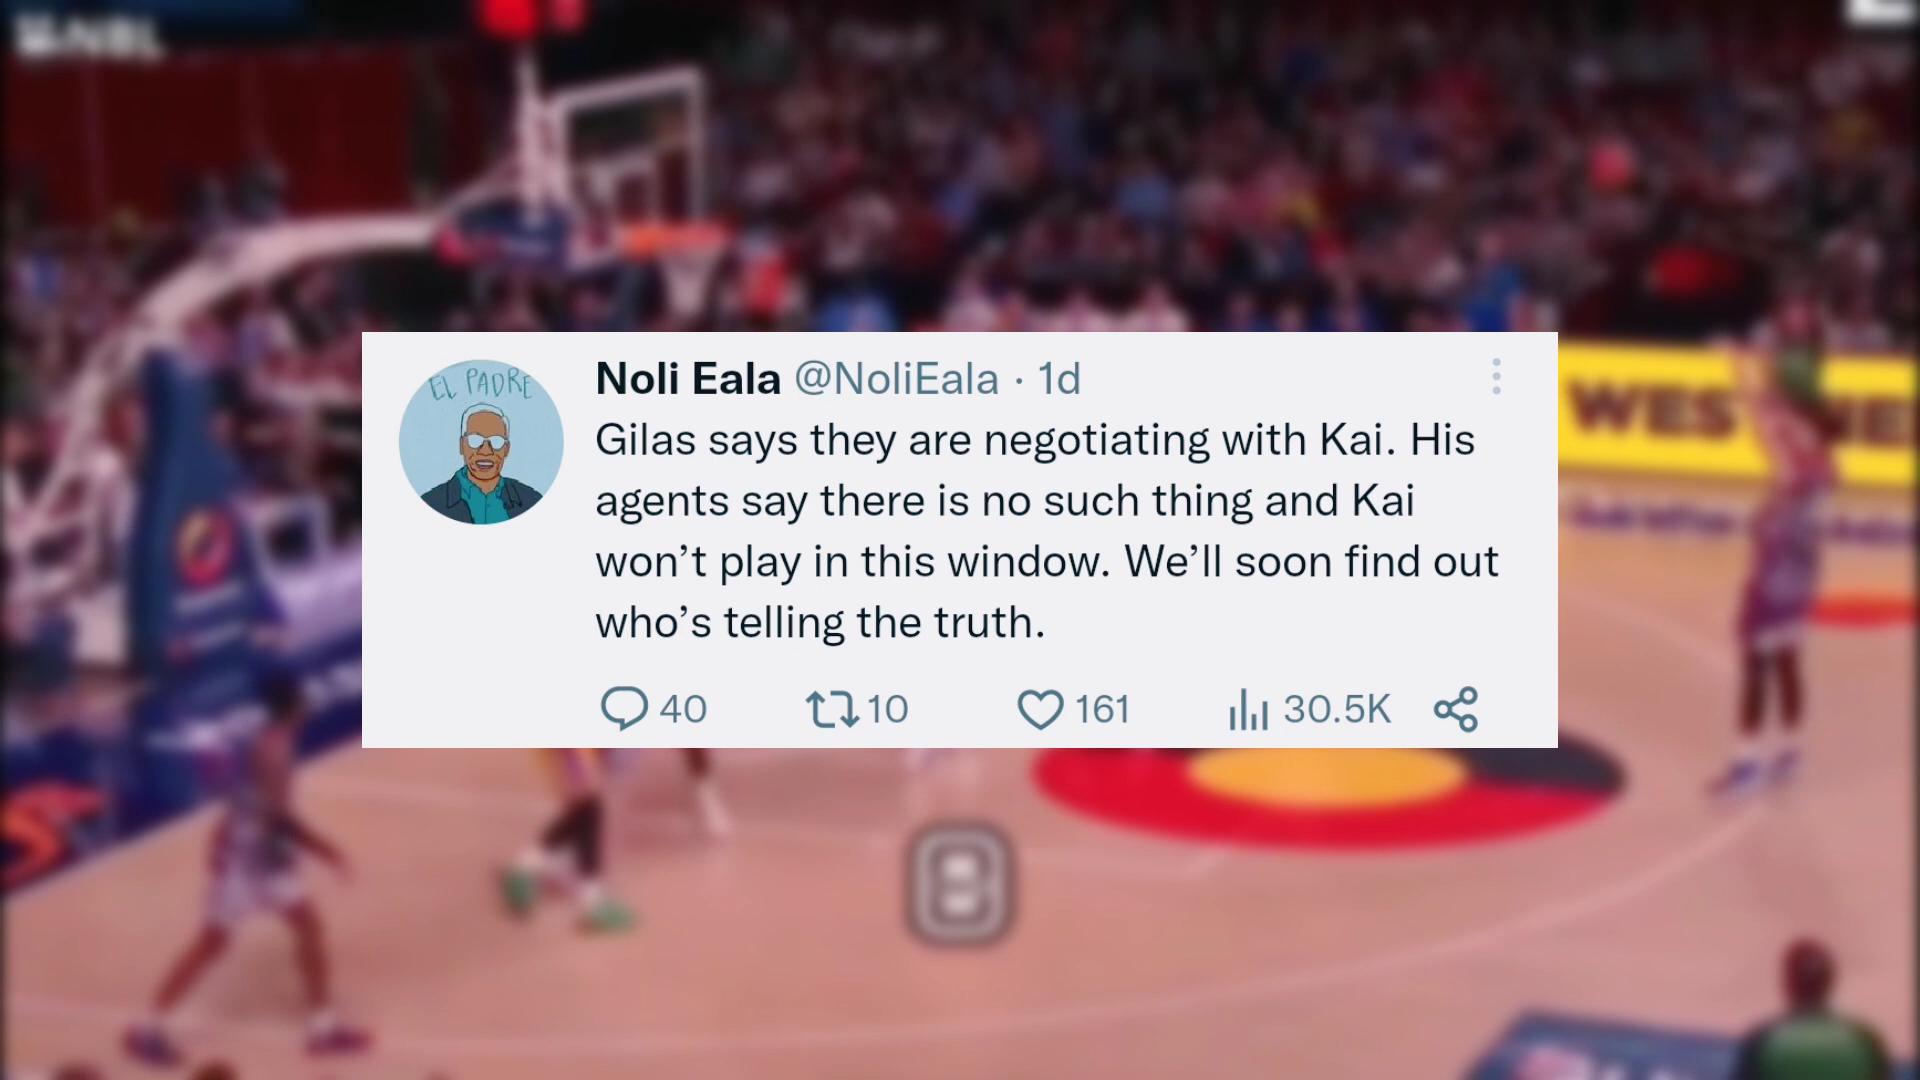 NBL
EL PADRE
Noli Eala @NoliEala · 1d
Gilas says they are negotiating with Kai. His
agents say there is no such thing and Kai
won’t play in this window. We’ll soon find out
who’s telling the truth.
40 10 161 30.5K
WES